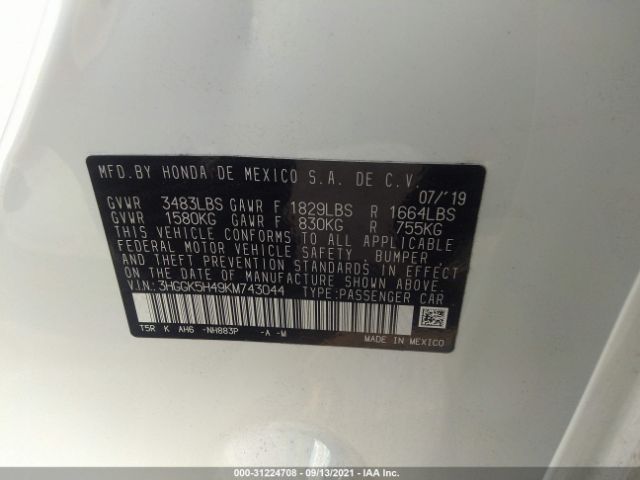 MFD.BY HONDA DE MEXICO S.A. DE C.V.
07/'19
GVWR 3483LBS GAWR F 1829LBS R 1664LBS
GVWR 1580KG GAWR F 830KG R 755KG
THIS VEHICLE CONFORMS TO ALL APPLICABLE
FEDERAL MOTOR VEHICLE SAFETY, BUMPER,
AND THEFT PREVENTION STANDARDS IN EFFECT
ON THE DATE OF MANUFACTURE SHOWN ABOVE.
VIN:3HGGK5H49KM743044 TYPE:PASSENGER CAR
T5R K AH6 -NH883P -A -M
MADE IN MEXICO
000-31224708 - 09/13/2021 - IAA Inc.